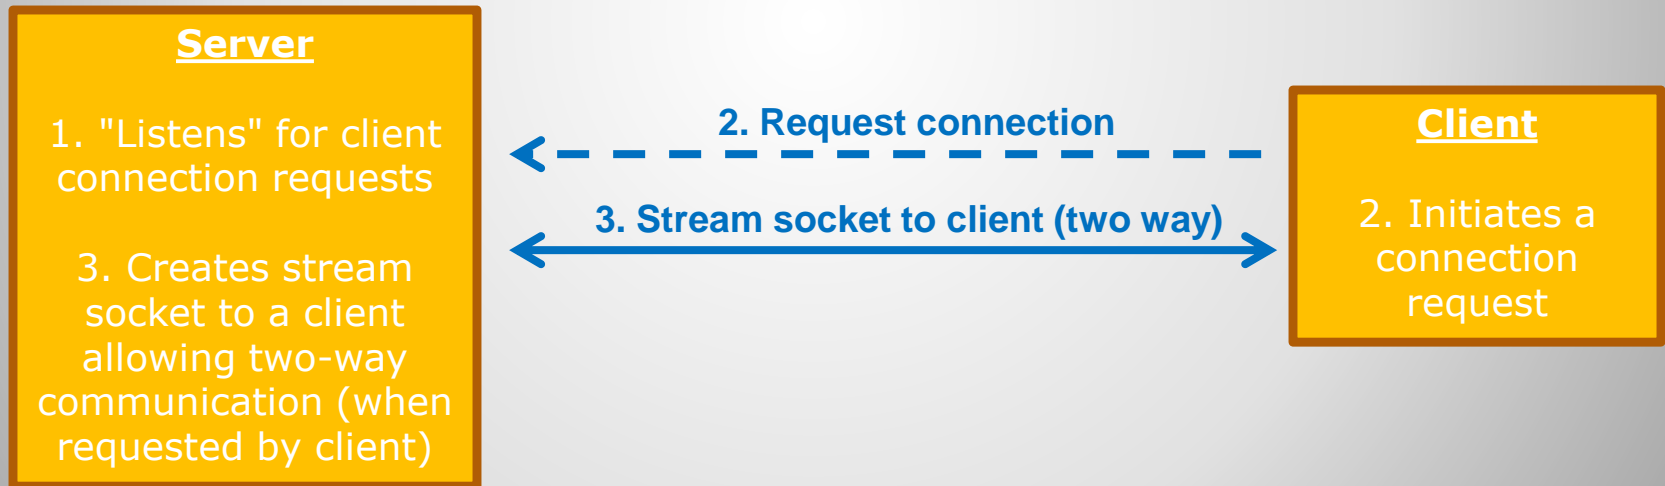 Server
1. "Listens" for client
connection requests
3. Creates stream
socket to a client
allowing two-way
communication (when
requested by client)
2. Request connection
3. Stream socket to client (two way)
Client
2. Initiates a
connection
request